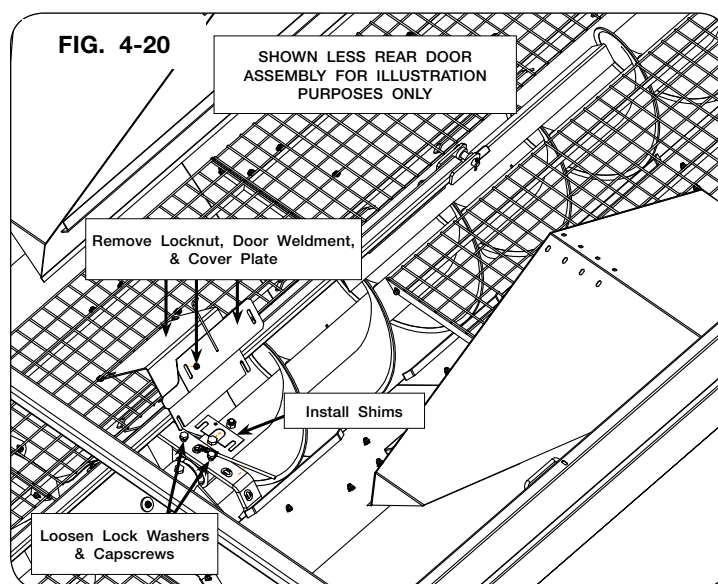 FIG. 4-20
SHOWN LESS REAR DOOR
ASSEMBLY FOR ILLUSTRATION
PURPOSES ONLY
Remove Locknut, Door Weldment,
& Cover Plate
Install Shims
Loosen Lock Washers
& Capscrews